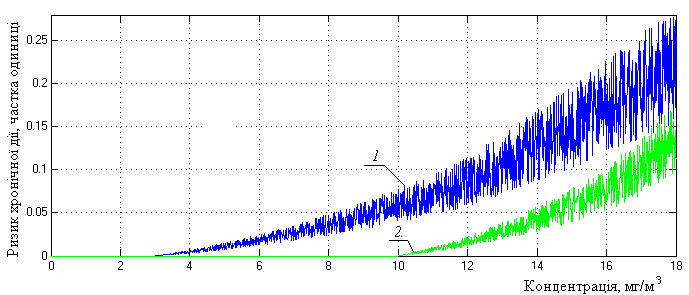 Ризик хронічної дії, частка одиниці
0.25
0.2
0.15
0.1
0.05
0
1
2.
0 2 4 6 8 10 12 14 16 18
Концентрація, мг/м3